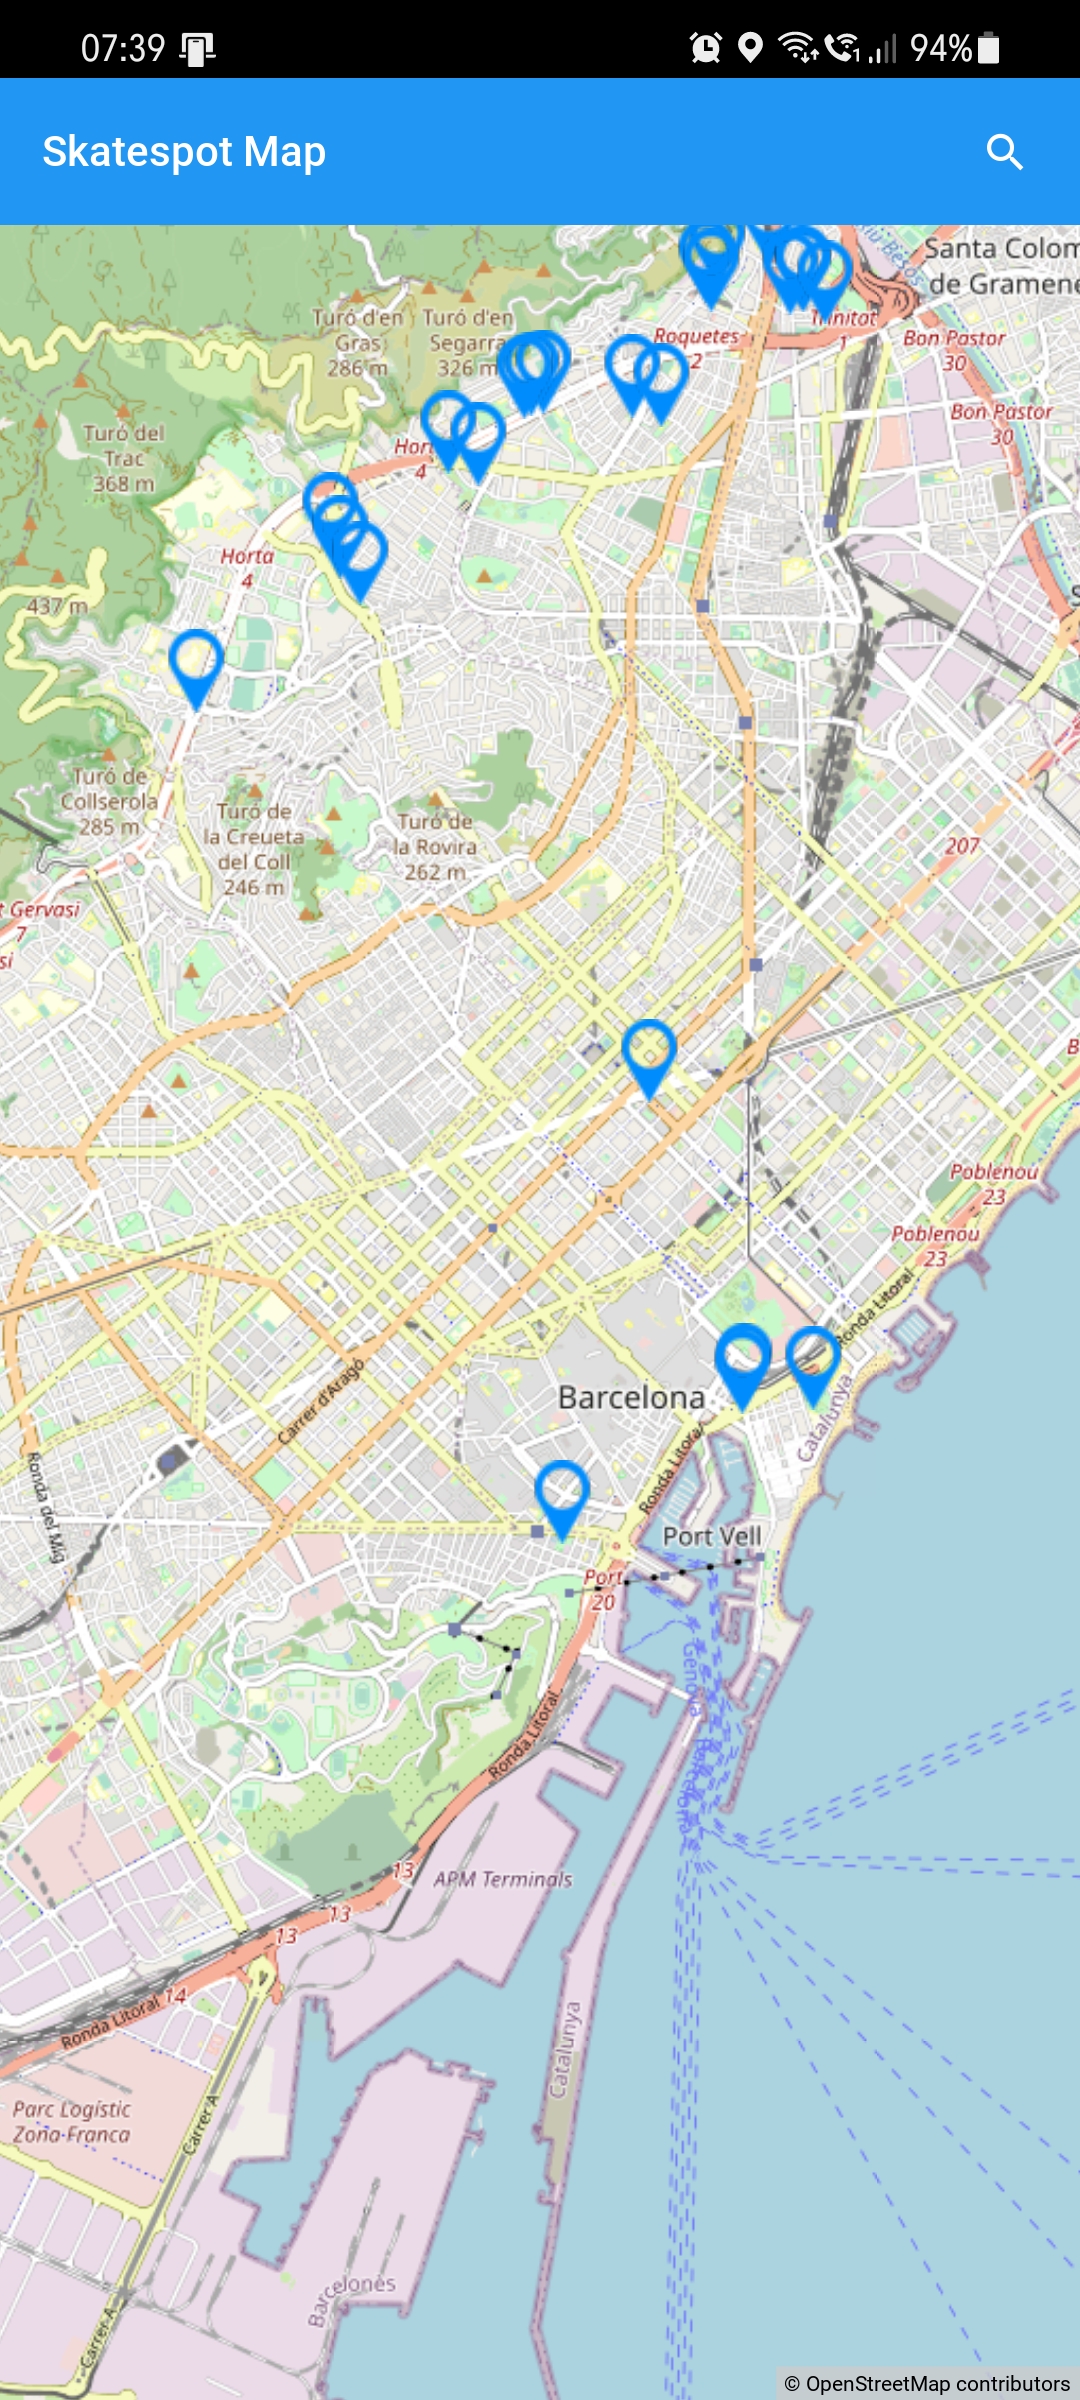 07:39
1
94%
Skatespot Map
Santa Colom
de Gramene
Turó d'en
Gras
286 m
Turó d'en
Segarra
326 m
Roquetes
2
Trinitat
1
Bon Pastor
30
Bon Pastor
30
Turó del
Trac
368 m
Hort
4
Horta
4
437 m
S
Turó de
Collserola
285 m
Turó de
la Creueta
del Coll
246 m
Turó de
la Rovira
262 m
207
t Gervasi
7
si
B
Poblenou
23
Poblenou
23
Ronda Litoral
Carrer d'Aragó
Barcelona
Catalunya
Ronda Litoral
Ronda del Mig
Port Vell
Port
20
Genova
Ronda Litoral
13
APM Terminals
13
13
14
Ronda Litoral
Catalunya
Parc Logístic
Zona Franca
Carrer A
Barcelonès
Carrer A
© OpenStreetMap contributors